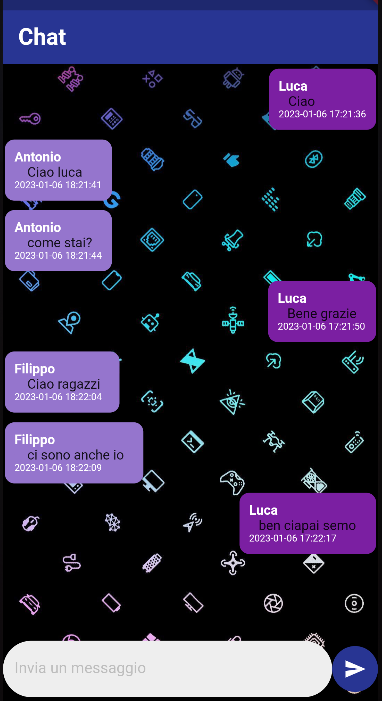 Chat
Luca
Ciao
2023-01-06 17:21:36
Antonio
Ciao luca
2023-01-06 18:21:41
Antonio
come stai?
2023-01-06 18:21:44
Luca
Bene grazie
2023-01-06 17:21:50
Filippo
Ciao ragazzi
2023-01-06 18:22:04
Filippo
ci sono anche io
2023-01-06 18:22:09
Luca
ben ciapai semo
2023-01-06 17:22:17
Invia un messaggio